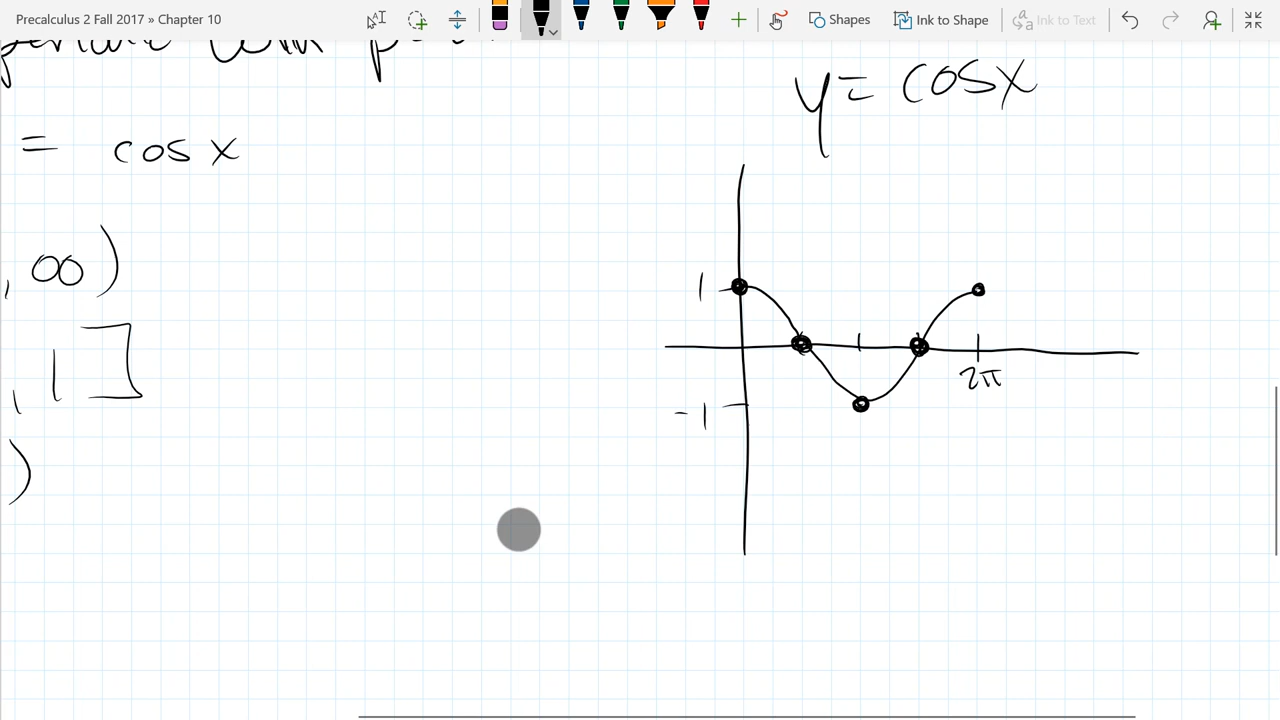 Precalculus 2 Fall 2017 » Chapter 10
Shapes
Ink to Shape
Ink to Text
y = cos x
= cos x
, ∞ )
, 1 ]
)
1
-1
2π